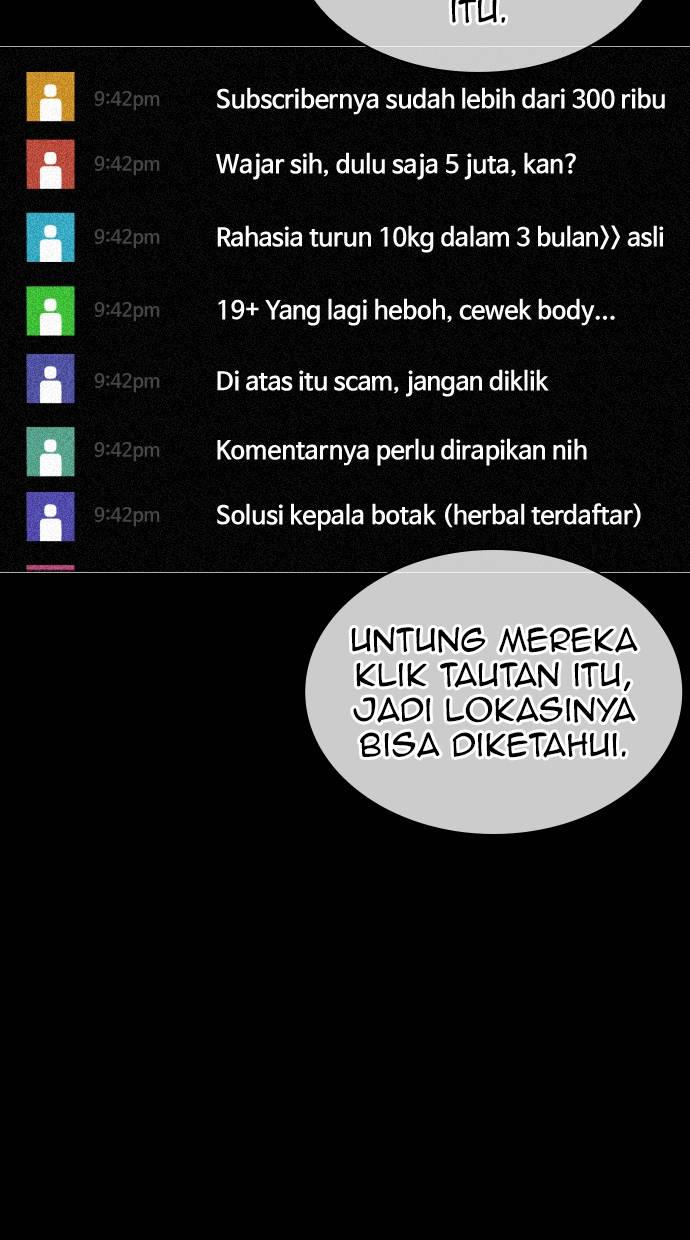 ITU.
9:42pm Subscribernya sudah lebih dari 300 ribu
9:42pm Wajar sih, dulu saja 5 juta, kan?
9:42pm Rahasia turun 10kg dalam 3 bulan》 asli
9:42pm 19+ Yang lagi heboh, cewek body...
9:42pm Di atas itu scam, jangan diklik
9:42pm Komentarnya perlu dirapikan nih
9:42pm Solusi kepala botak (herbal terdaftar)
UNTUNG MEREKA
KLIK TAUTAN ITU,
JADI LOKASINYA
BISA DIKETAHUI.